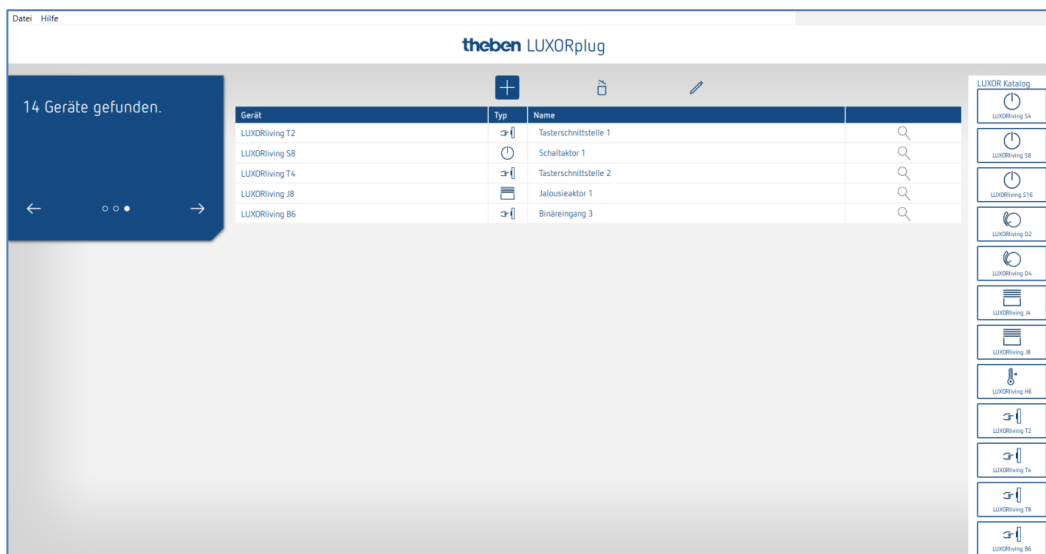 Datei Hilfe
theben LUXORplug
14 Geräte gefunden.
Gerät Typ Name
LUXORliving T2 Tasterschnittstelle 1
LUXORliving S8 Schaltaktor 1
LUXORliving T4 Tasterschnittstelle 2
LUXORliving J8 Jalousieaktor 1
LUXORliving B6 Binäreingang 3
LUXOR Katalog
LUXORliving S4
LUXORliving S8
LUXORliving S16
LUXORliving D2
LUXORliving D4
LUXORliving J4
LUXORliving J8
LUXORliving H6
LUXORliving T2
LUXORliving T4
LUXORliving T8
LUXORliving B6